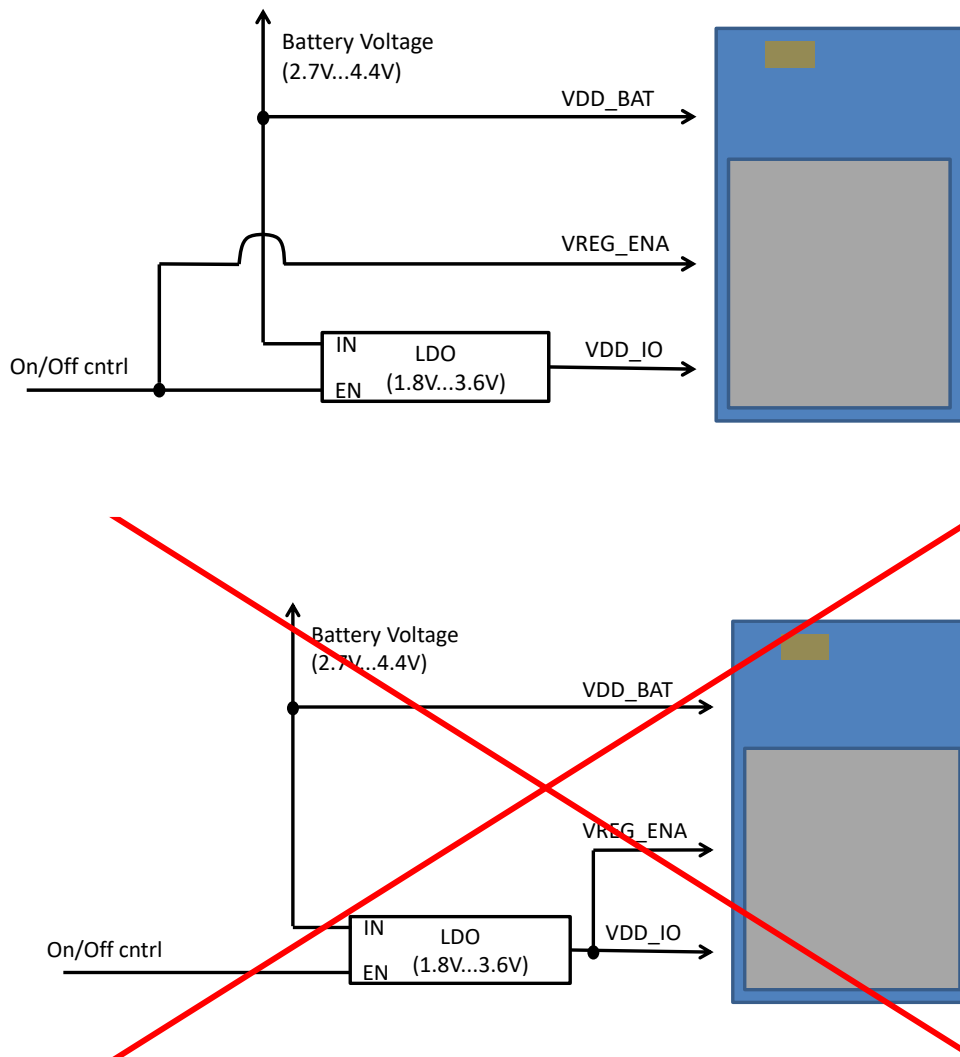 Battery Voltage
(2.7V...4.4V)
VDD_BAT
VREG_ENA
On/Off cntrl
IN
LDO
VDD_IO
EN
(1.8V...3.6V)
Battery Voltage
(2.7V...4.4V)
VDD_BAT
VREG_ENA
On/Off cntrl
IN
LDO
VDD_IO
EN
(1.8V...3.6V)